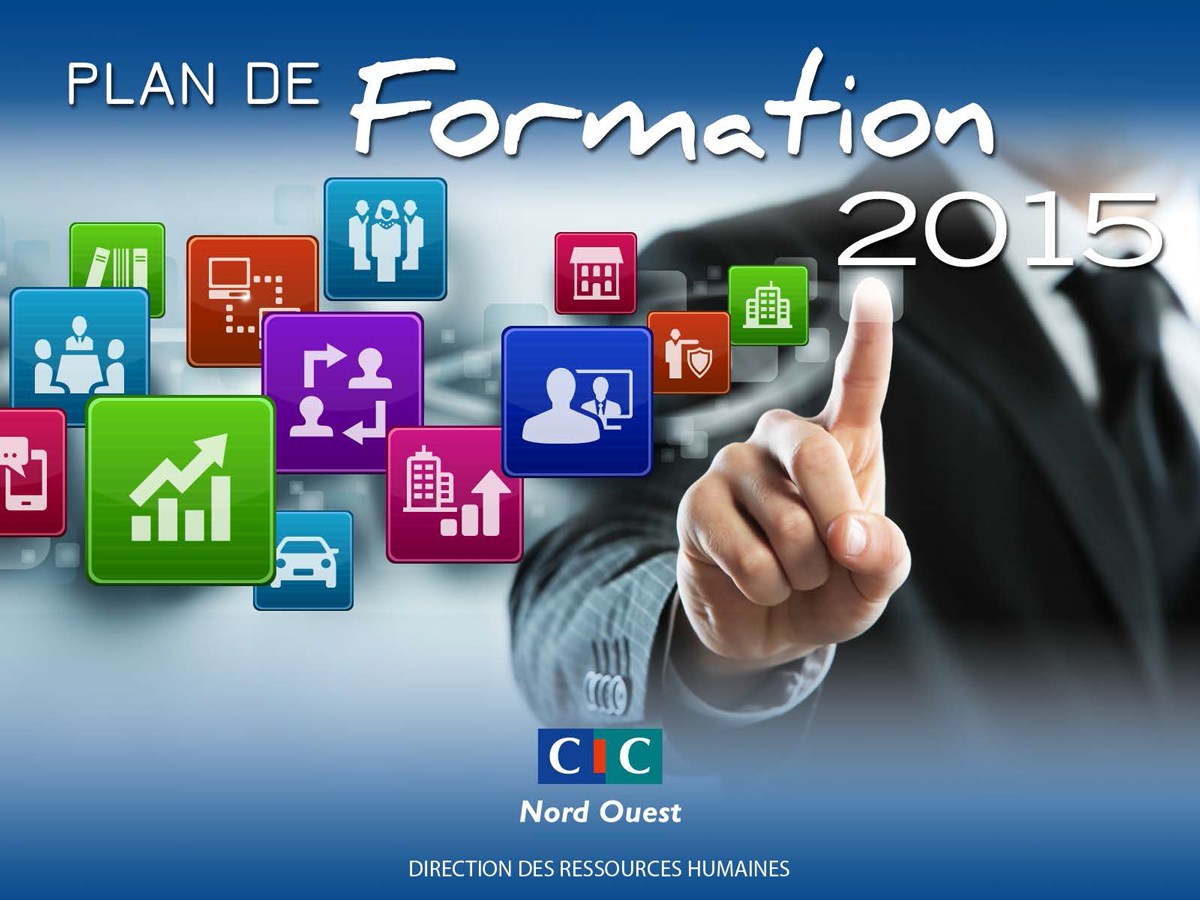 PLAN DE Formation
2015
CIC
Nord Ouest
DIRECTION DES RESSOURCES HUMAINES